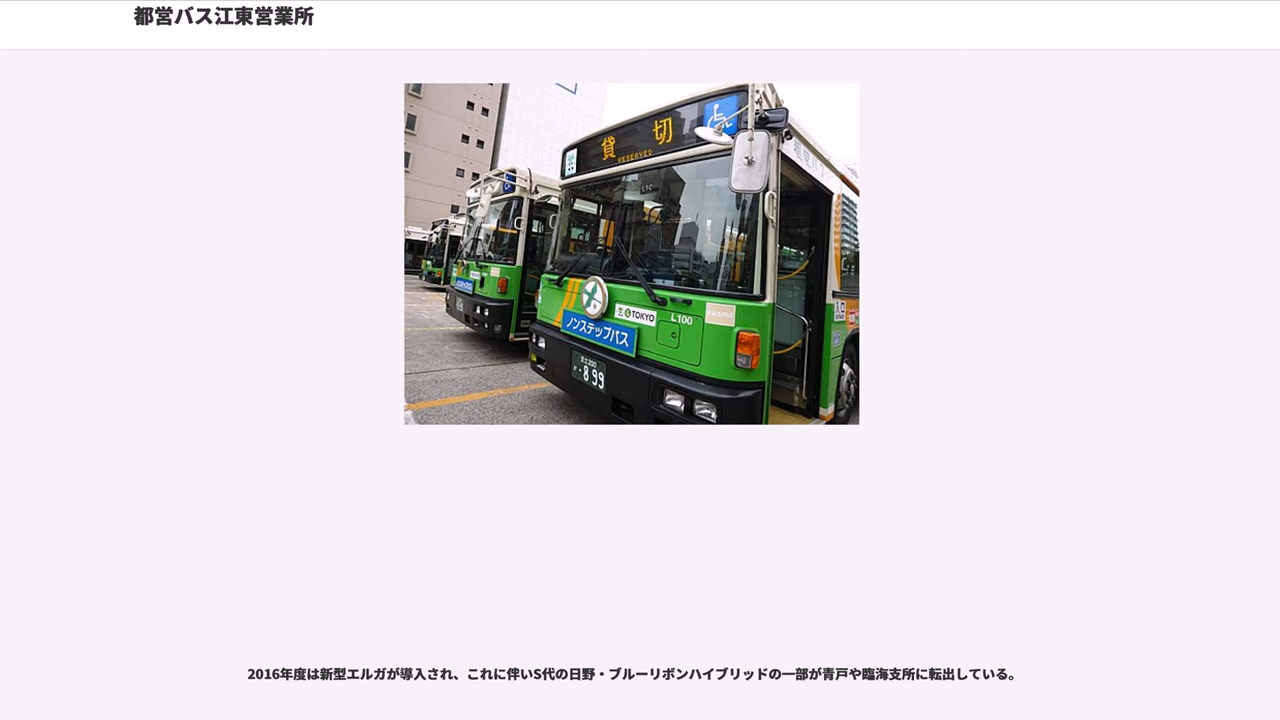 都営バス江東営業所
貸切
RESERVED
TOKYO
L100
PASMO
ノンステップバス
899
入口
2016年度は新型エルガが導入され、これに伴いS代の日野・ブルーリボンハイブリッドの一部が青戸や臨海支所に転出している。